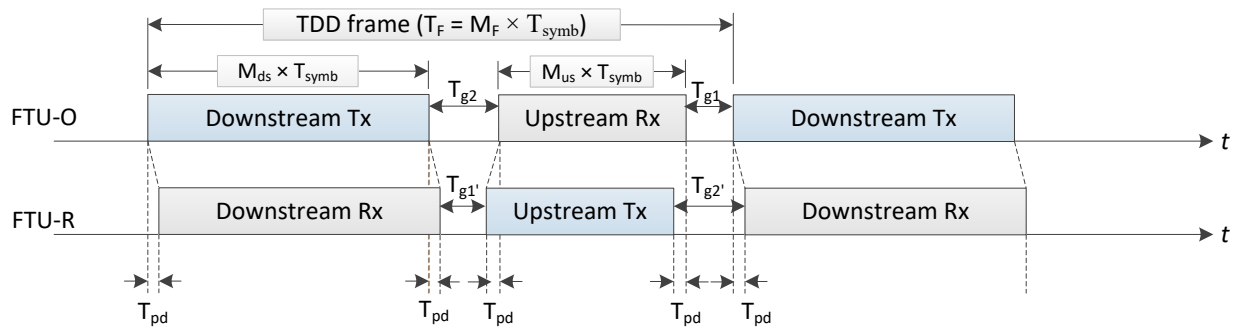 TDD frame (T_F = M_F × T_symb)
M_ds × T_symb T_g2 M_us × T_symb T_g1
FTU-O Downstream Tx Upstream Rx Downstream Tx t
T_g1' T_g2'
FTU-R Downstream Rx Upstream Tx Downstream Rx t
T_pd T_pd T_pd T_pd T_pd